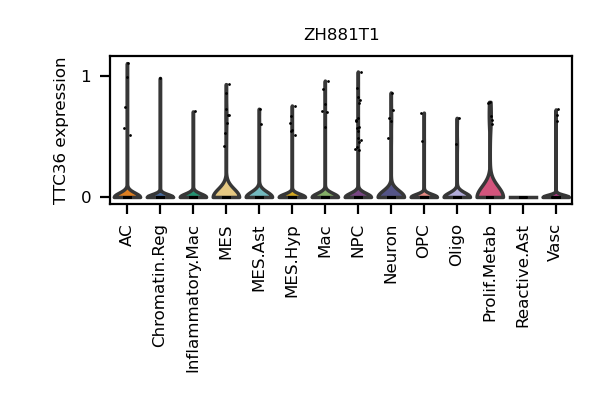 ZH881T1
TTC36 expression
1
0
AC
Chromatin.Reg
Inflammatory.Mac
MES
MES.Ast
MES.Hyp
Mac
NPC
Neuron
OPC
Oligo
Prolif.Metab
Reactive.Ast
Vasc